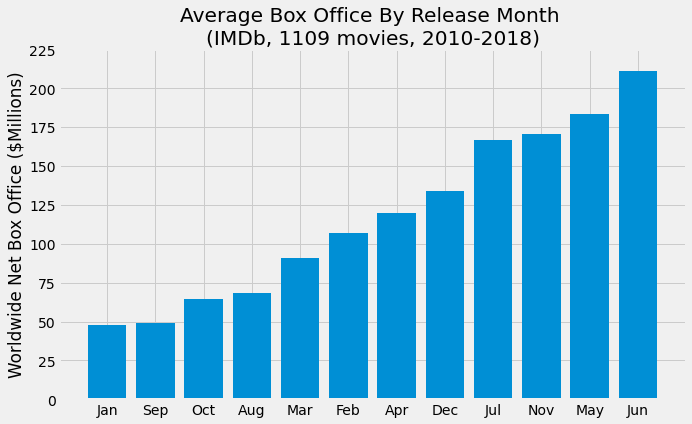 Average Box Office By Release Month
(IMDb, 1109 movies, 2010-2018)
Worldwide Net Box Office ($Millions)
225
200
175
150
125
100
75
50
25
0
Jan Sep Oct Aug Mar Feb Apr Dec Jul Nov May Jun